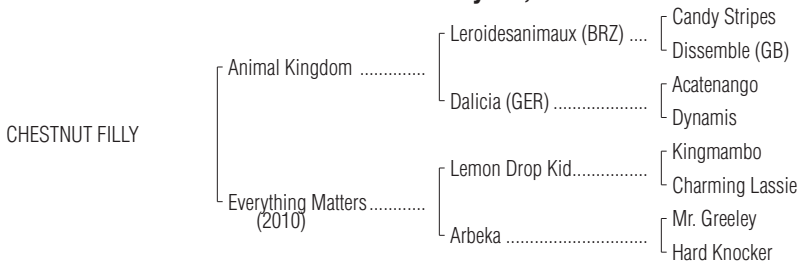 Candy Stripes
Leroidesanimaux (BRZ) ....
Dissemble (GB)
Animal Kingdom ..............
Acatenango
Dalicia (GER) ....................
Dynamis
CHESTNUT FILLY
Kingmambo
Lemon Drop Kid................
Charming Lassie
Everything Matters............
(2010)
Mr. Greeley
Arbeka ..............................
Hard Knocker